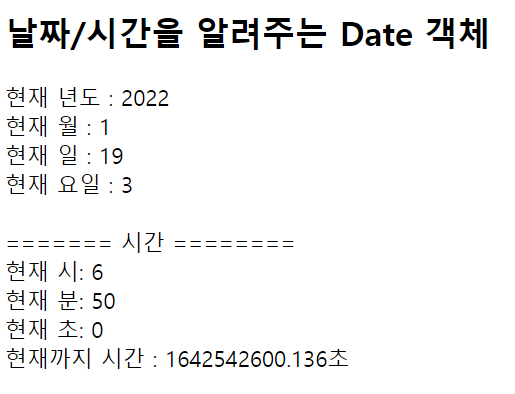 날짜/시간을 알려주는 Date 객체
현재 년도 : 2022
현재 월 : 1
현재 일 : 19
현재 요일 : 3
======= 시간 ========
현재 시: 6
현재 분: 50
현재 초: 0
현재까지 시간 : 1642542600.136초